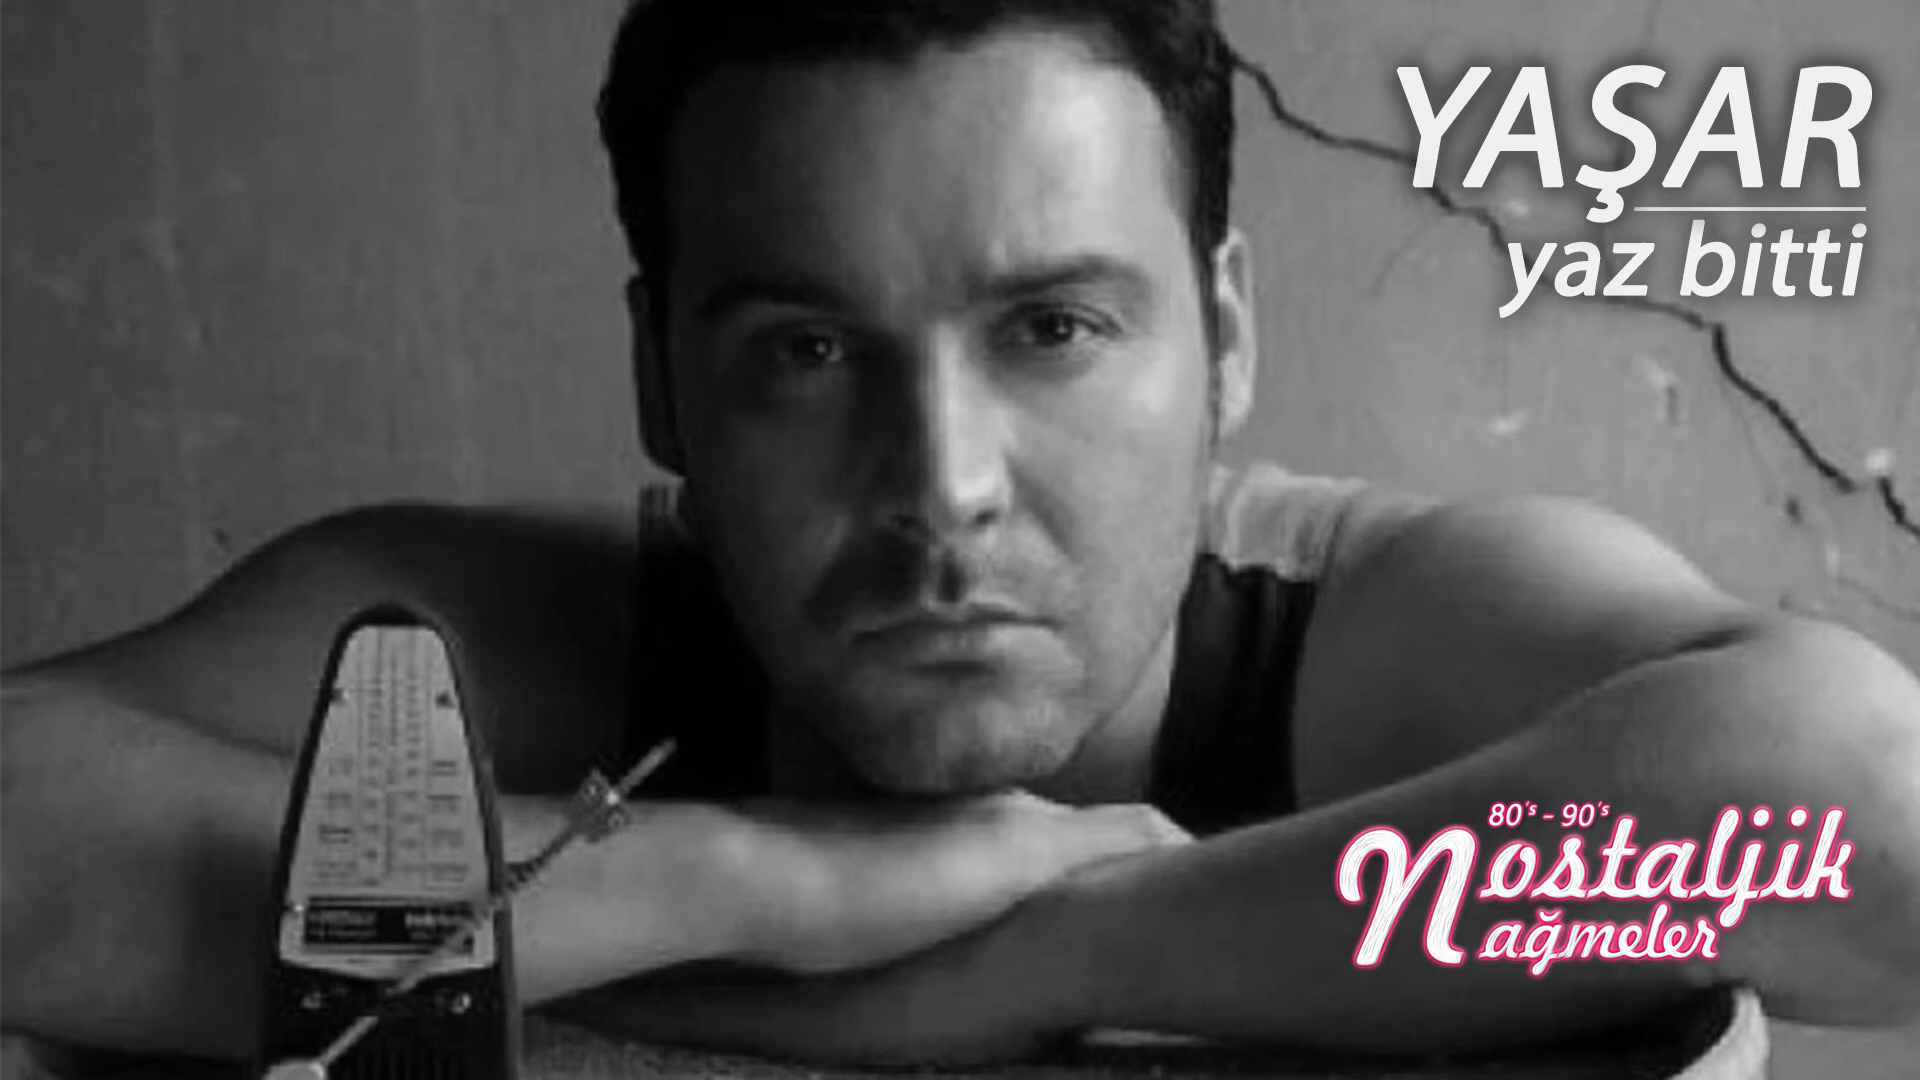 YAŞAR
yaz bitti
80's - 90's
Nostaljik
Nağmeler